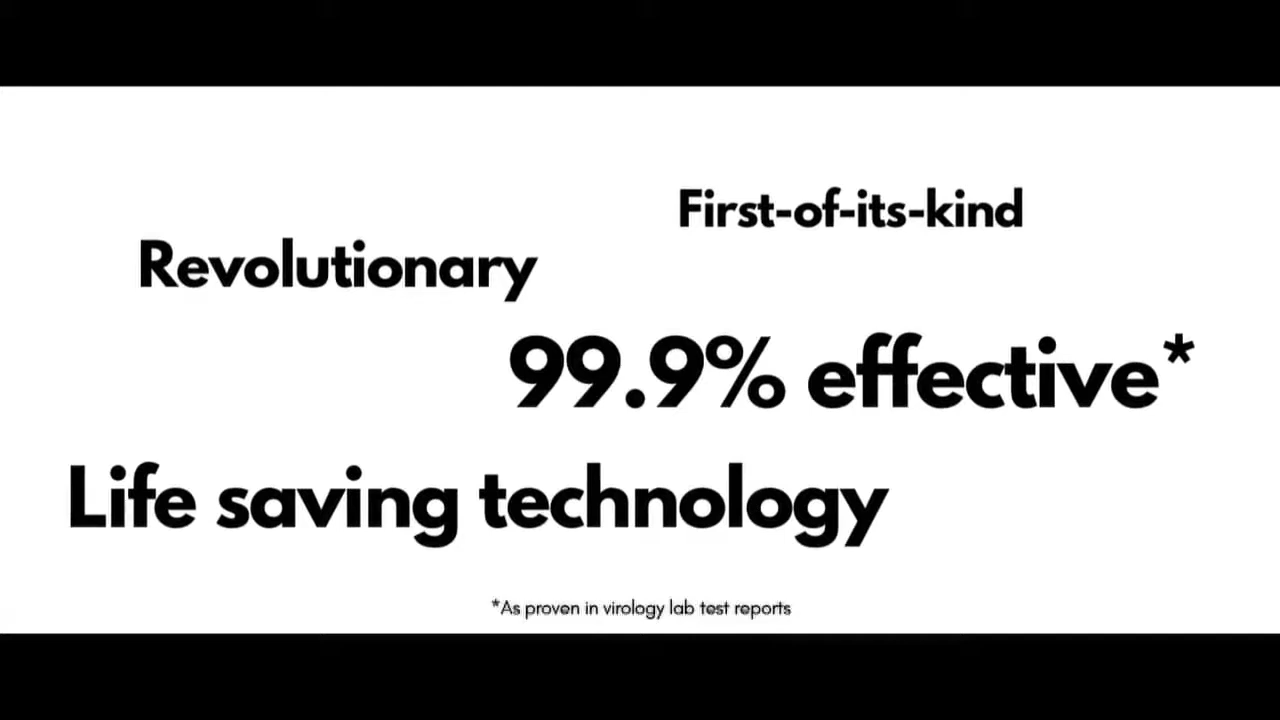 First-of-its-kind
Revolutionary
99.9% effective*
Life saving technology
*As proven in virology lab test reports